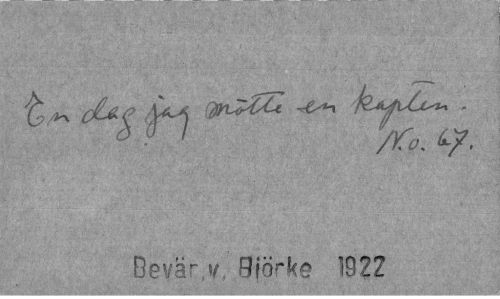 En dag jag mötte en kapten.
N.o. 67.
Bevär.v. Björke 1922